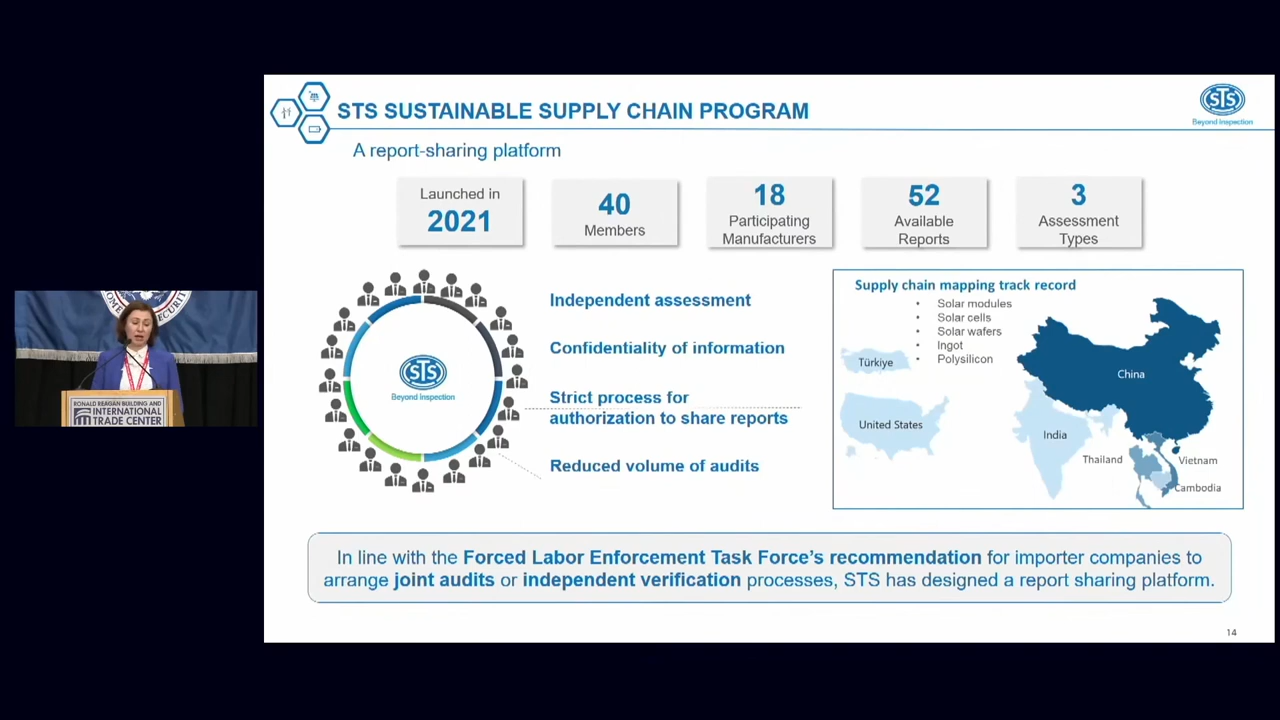 STS SUSTAINABLE SUPPLY CHAIN PROGRAM
STS
Beyond Inspection
A report-sharing platform
Launched in
2021
40
Members
18
Participating
Manufacturers
52
Available
Reports
3
Assessment
Types
STS
Beyond Inspection
Independent assessment
Confidentiality of information
Strict process for
authorization to share reports
Reduced volume of audits
Supply chain mapping track record
• Solar modules
• Solar cells
• Solar wafers
• Ingot
• Polysilicon
Türkiye
China
United States
India
Thailand
Vietnam
Cambodia
In line with the Forced Labor Enforcement Task Force's recommendation for importer companies to
arrange joint audits or independent verification processes, STS has designed a report sharing platform.
14
RONALD REAGAN BUILDING AND
INTERNATIONAL
TRADE CENTER